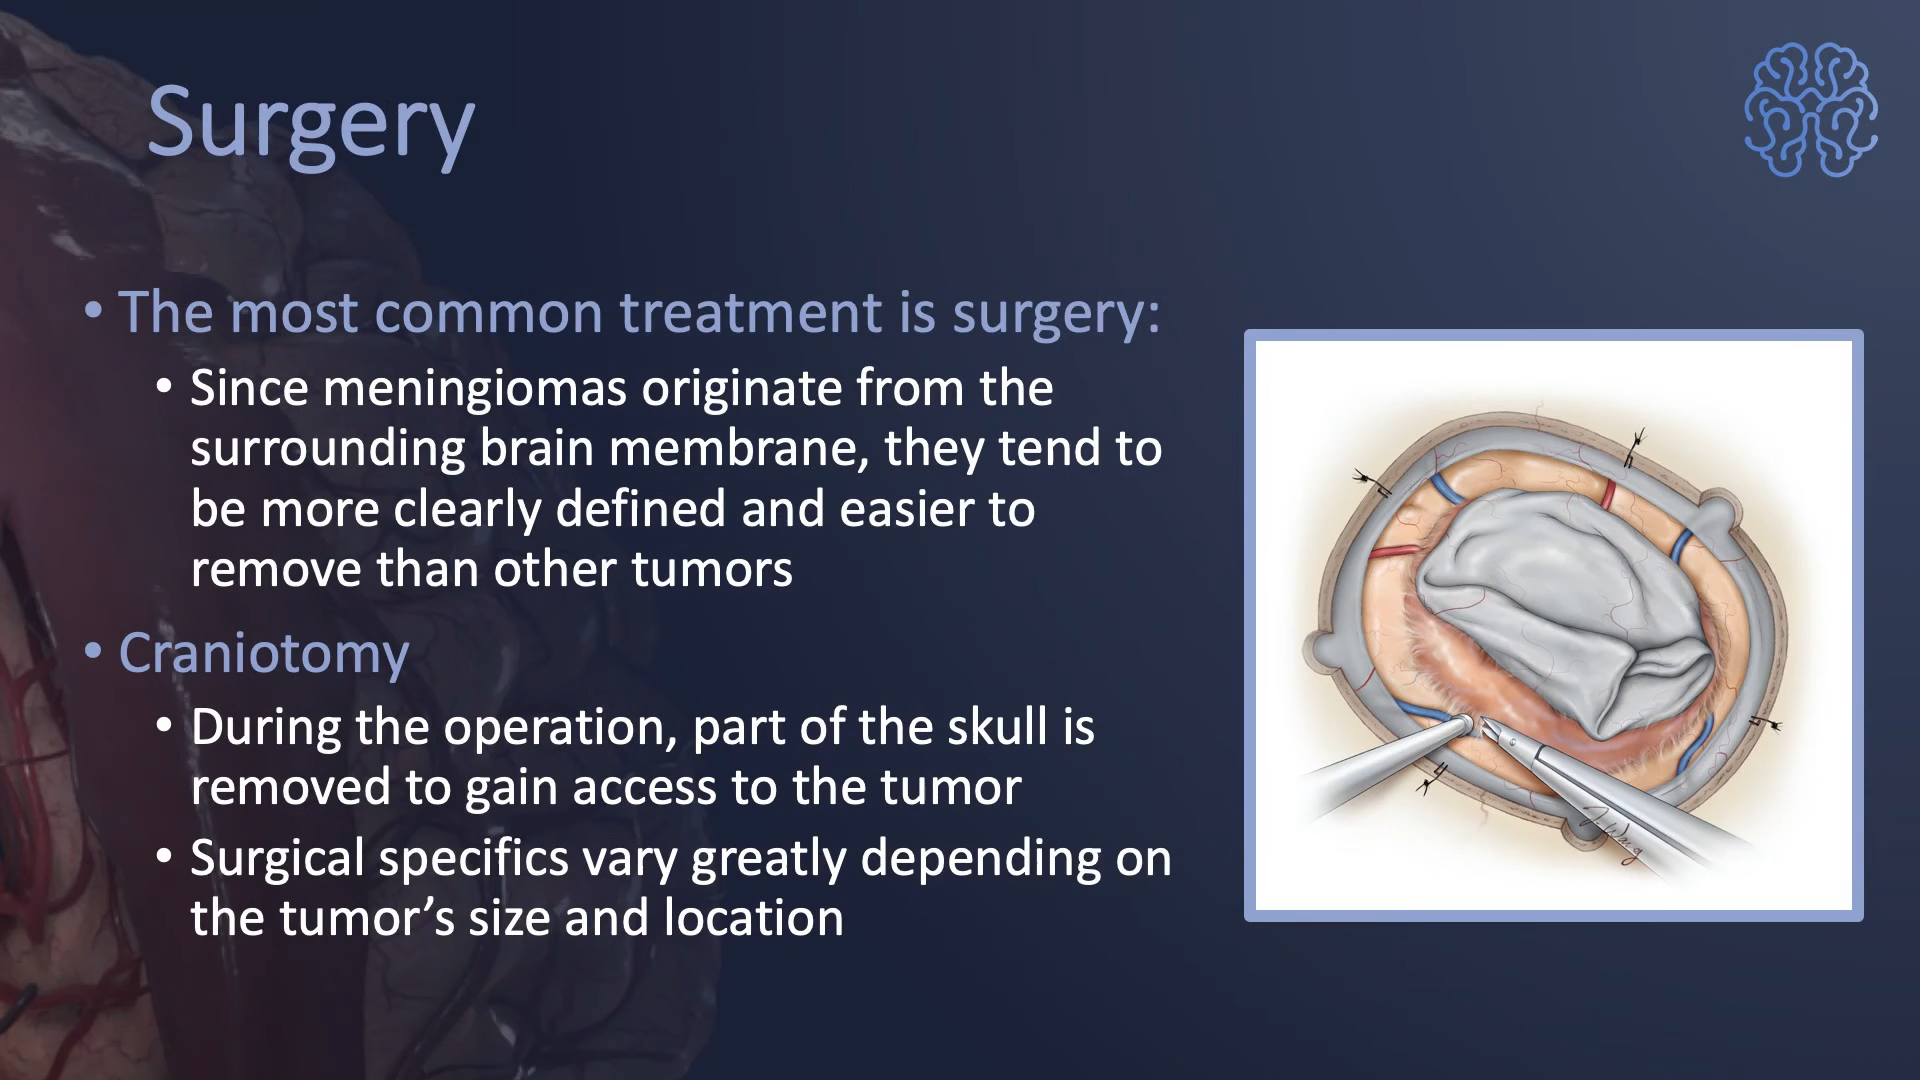 Surgery
• The most common treatment is surgery:
• Since meningiomas originate from the
surrounding brain membrane, they tend to
be more clearly defined and easier to
remove than other tumors
• Craniotomy
• During the operation, part of the skull is
removed to gain access to the tumor
• Surgical specifics vary greatly depending on
the tumor’s size and location
J. Wang